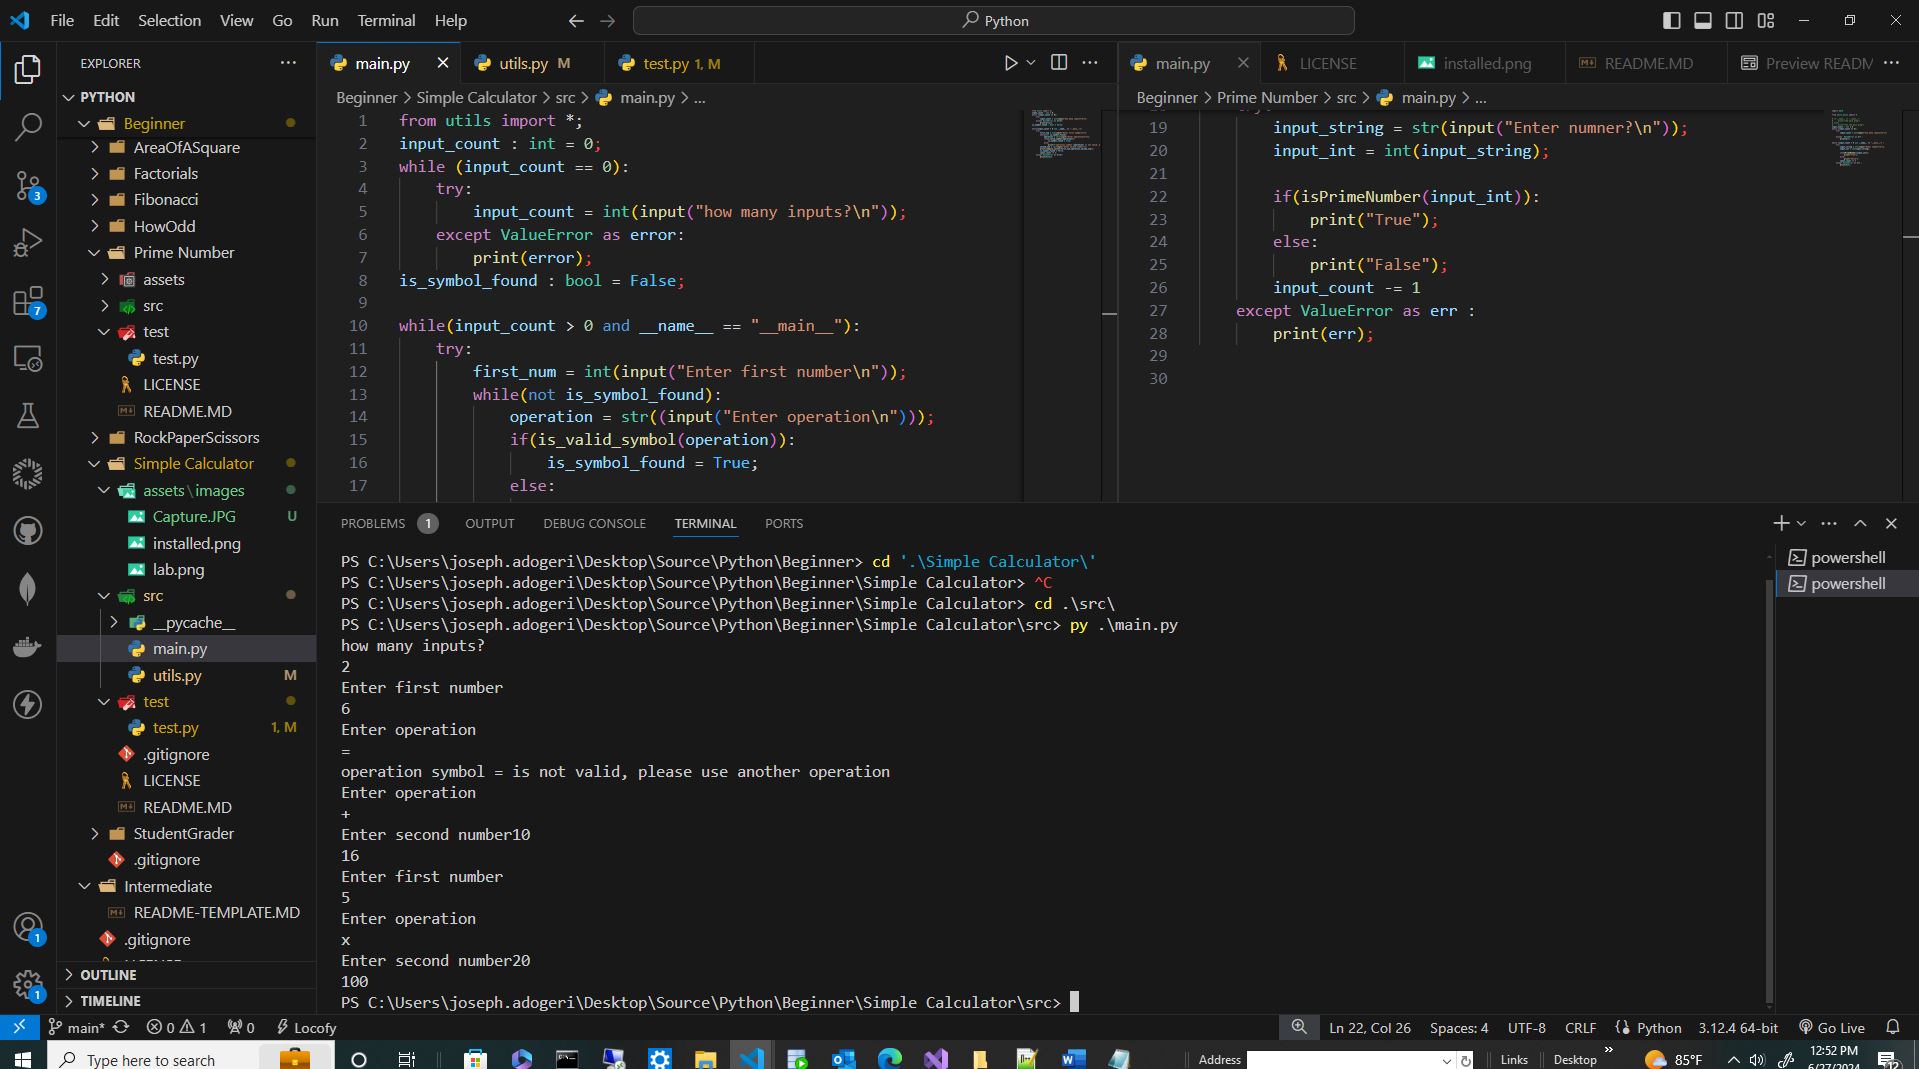 File Edit Selection View Go Run Terminal Help
Python
EXPLORER
PYTHON
Beginner
AreaOfASquare
Factorials
Fibonacci
HowOdd
Prime Number
assets
src
test
test.py
LICENSE
README.MD
RockPaperScissors
Simple Calculator
assets\images
Capture.JPG U
installed.png
lab.png
src
__pycache__
main.py
utils.py M
test
test.py 1, M
.gitignore
LICENSE
README.MD
StudentGrader
.gitignore
Intermediate
README-TEMPLATE.MD
.gitignore
OUTLINE
TIMELINE
3
7
1
1
main.py utils.py M test.py 1, M
Beginner > Simple Calculator > src > main.py > ...
1 from utils import *;
2 input_count : int = 0;
3 while (input_count == 0):
4 try:
5 input_count = int(input("how many inputs?\n"));
6 except ValueError as error:
7 print(error);
8 is_symbol_found : bool = False;
9
10 while(input_count > 0 and __name__ == "__main__"):
11 try:
12 first_num = int(input("Enter first number\n"));
13 while(not is_symbol_found):
14 operation = str((input("Enter operation\n")));
15 if(is_valid_symbol(operation)):
16 is_symbol_found = True;
17 else:
main.py LICENSE installed.png README.MD Preview READM
Beginner > Prime Number > src > main.py > ...
19 input_string = str(input("Enter numner?\n"));
20 input_int = int(input_string);
21
22 if(isPrimeNumber(input_int)):
23 print("True");
24 else:
25 print("False");
26 input_count -= 1
27 except ValueError as err :
28 print(err);
29
30
PROBLEMS 1 OUTPUT DEBUG CONSOLE TERMINAL PORTS
powershell
powershell
PS C:\Users\joseph.adogeri\Desktop\Source\Python\Beginner> cd '.\Simple Calculator\'
PS C:\Users\joseph.adogeri\Desktop\Source\Python\Beginner\Simple Calculator> ^C
PS C:\Users\joseph.adogeri\Desktop\Source\Python\Beginner\Simple Calculator> cd .\src\
PS C:\Users\joseph.adogeri\Desktop\Source\Python\Beginner\Simple Calculator\src> py .\main.py
how many inputs?
2
Enter first number
6
Enter operation
=
operation symbol = is not valid, please use another operation
Enter operation
+
Enter second number10
16
Enter first number
5
Enter operation
x
Enter second number20
100
PS C:\Users\joseph.adogeri\Desktop\Source\Python\Beginner\Simple Calculator\src>
main* 0 1 0 Locofy Ln 22, Col 26 Spaces: 4 UTF-8 CRLF Python 3.12.4 64-bit Go Live
Type here to search Address Links Desktop 85°F 12:52 PM
6/27/2024